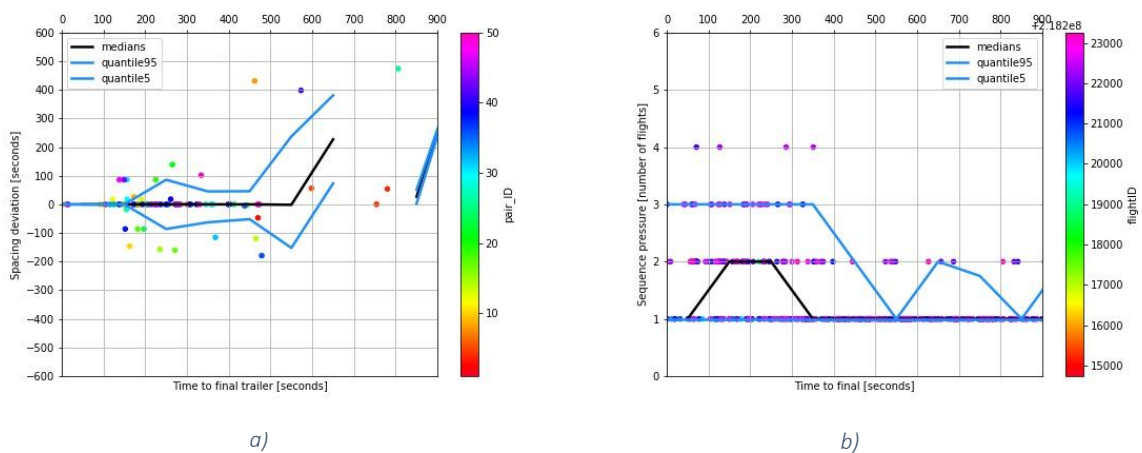 0 100 200 300 400 500 600 700 800 900
600
500
400
300
200
100
0
−100
−200
−300
−400
−500
−600
Spacing deviation [seconds]
medians
quantile95
quantile5
Time to final trailer [seconds]
50
40
30
20
10
pair_ID
a)
0 100 200 300 400 500 600 700 800 900
+2.182e8
6
5
4
3
2
1
0
Sequence pressure [number of flights]
medians
quantile95
quantile5
Time to final [seconds]
23000
22000
21000
20000
19000
18000
17000
16000
15000
flightID
b)